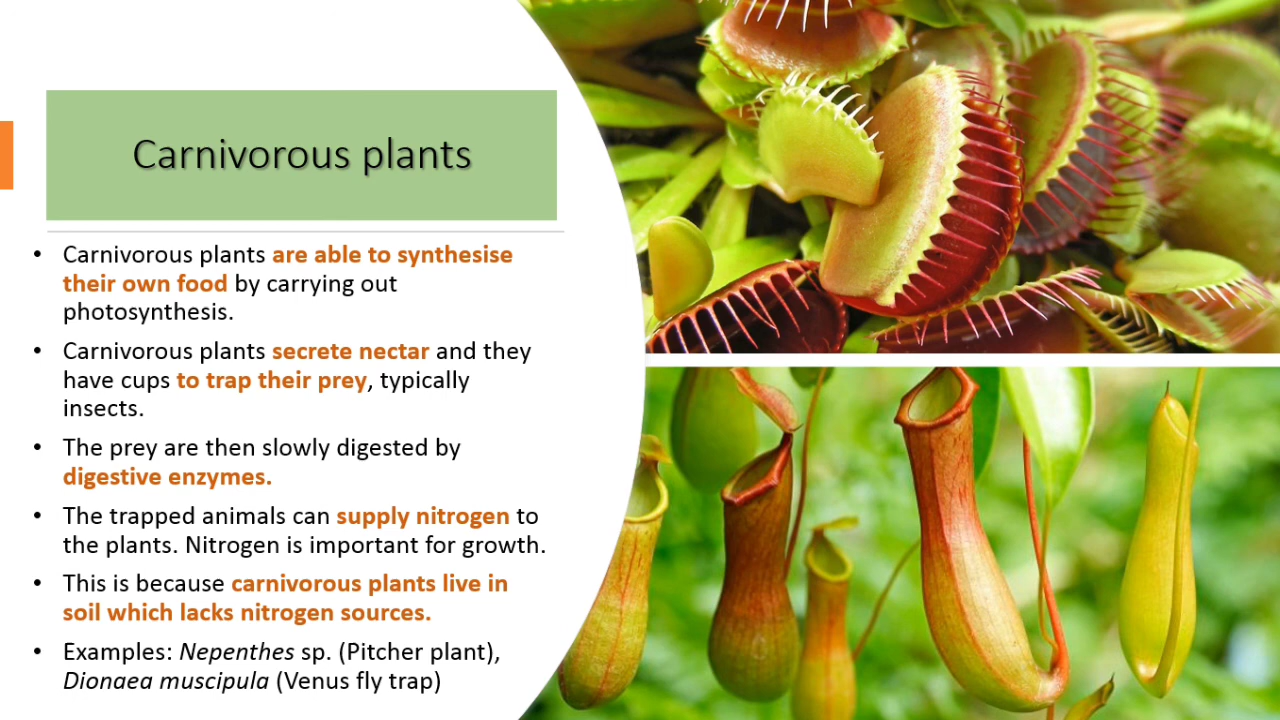 Carnivorous plants
• Carnivorous plants are able to synthesise
their own food by carrying out
photosynthesis.
• Carnivorous plants secrete nectar and they
have cups to trap their prey, typically
insects.
• The prey are then slowly digested by
digestive enzymes.
• The trapped animals can supply nitrogen to
the plants. Nitrogen is important for growth.
• This is because carnivorous plants live in
soil which lacks nitrogen sources.
• Examples: Nepenthes sp. (Pitcher plant),
Dionaea muscipula (Venus fly trap)